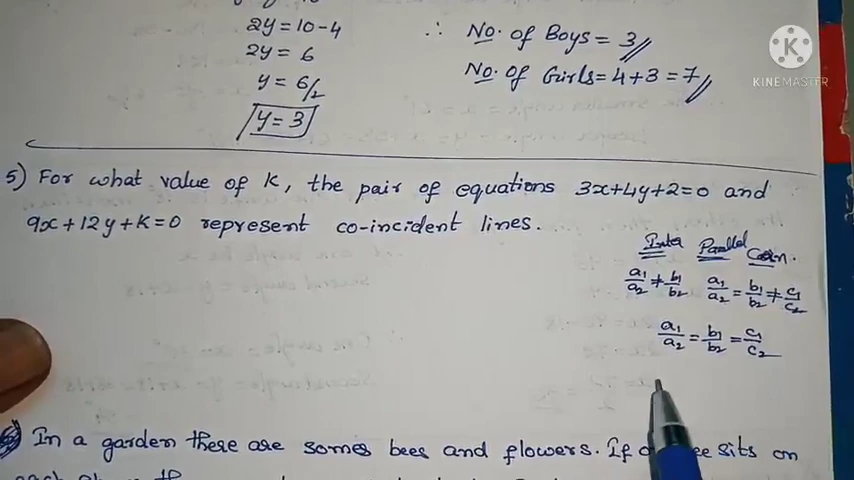 2y = 10-4
2y = 6
y = 6/2
y = 3
∴ No. of Boys = 3
No. of Girls = 4+3 = 7
K
KINEMASTER
5) For what value of K, the pair of equations 3x+4y+2=0 and
9x+12y+K=0 represent co-incident lines.
Inter Parallel Coin.
a1/a2 ≠ b1/b2 a1/a2 = b1/b2 ≠ c1/c2
a1/a2 = b1/b2 = c1/c2
In a garden there are somes bees and flowers. If sits on